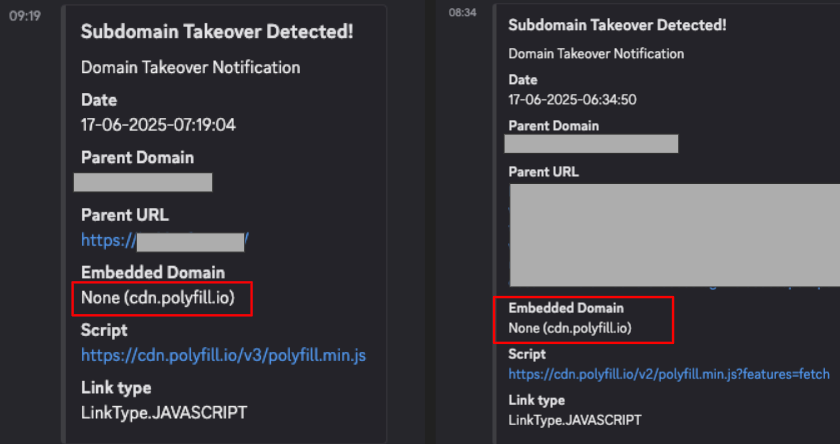 09:19
Subdomain Takeover Detected!
Domain Takeover Notification
Date
17-06-2025-07:19:04
Parent Domain
Parent URL
https://
/
Embedded Domain
None (cdn.polyfill.io)
Script
https://cdn.polyfill.io/v3/polyfill.min.js
Link type
LinkType.JAVASCRIPT
08:34
Subdomain Takeover Detected!
Domain Takeover Notification
Date
17-06-2025-06:34:50
Parent Domain
Parent URL
Embedded Domain
None (cdn.polyfill.io)
Script
https://cdn.polyfill.io/v2/polyfill.min.js?features=fetch
Link type
LinkType.JAVASCRIPT